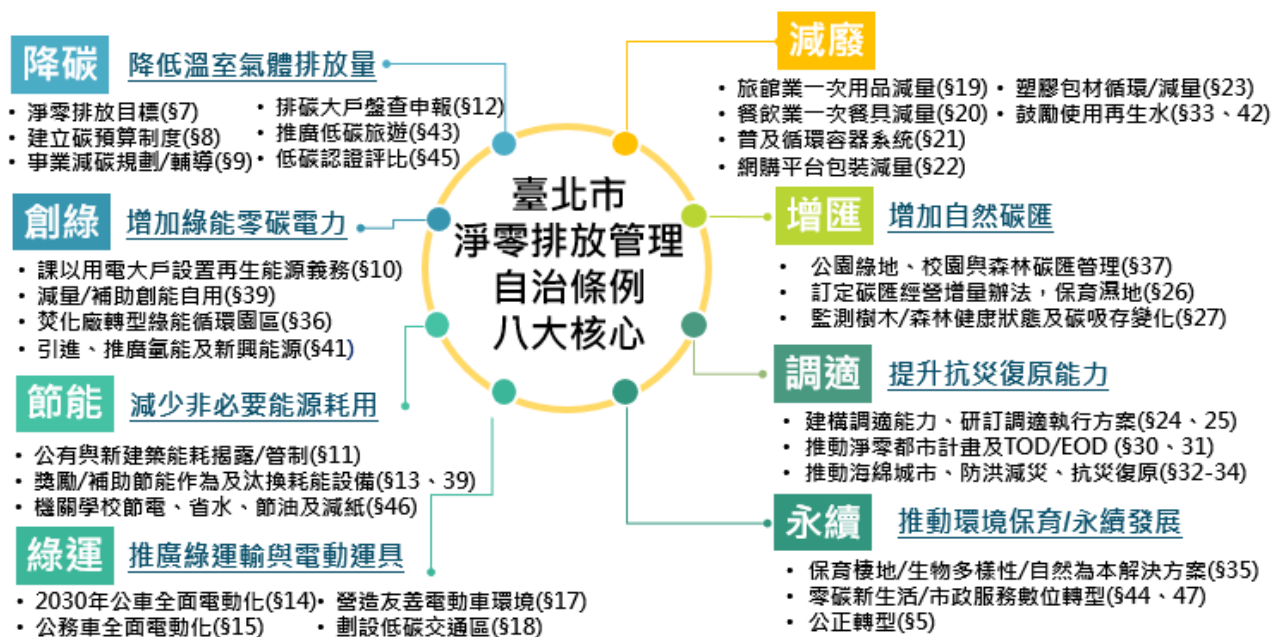 降碳
降低溫室氣體排放量
• 淨零排放目標(§7)
• 建立碳預算制度(§8)
• 事業減碳規劃/輔導(§9)
• 排碳大戶盤查申報(§12)
• 推廣低碳旅遊(§43)
• 低碳認證評比(§45)
創綠
增加綠能零碳電力
• 課以用電大戶設置再生能源義務(§10)
• 減量/補助創能自用(§39)
• 焚化廠轉型綠能循環園區(§36)
• 引進、推廣氫能及新興能源(§41)
節能
減少非必要能源耗用
• 公有與新建築能耗揭露/管制(§11)
• 獎勵/補助節能作為及汰換耗能設備(§13、39)
• 機關學校節電、省水、節油及減紙(§46)
綠運
推廣綠運輸與電動運具
• 2030年公車全面電動化(§14)
• 公務車全面電動化(§15)
• 營造友善電動車環境(§17)
• 劃設低碳交通區(§18)
臺北市
淨零排放管理
自治條例
八大核心
減廢
• 旅館業一次用品減量(§19)
• 餐飲業一次餐具減量(§20)
• 普及循環容器系統(§21)
• 網購平台包裝減量(§22)
• 塑膠包材循環/減量(§23)
• 鼓勵使用再生水(§33、42)
增匯
增加自然碳匯
• 公園綠地、校園與森林碳匯管理(§37)
• 訂定碳匯經營增量辦法，保育濕地(§26)
• 監測樹木/森林健康狀態及碳吸存變化(§27)
調適
提升抗災復原能力
• 建構調適能力、研訂調適執行方案(§24、25)
• 推動淨零都市計畫及TOD/EOD (§30、31)
• 推動海綿城市、防洪減災、抗災復原(§32-34)
永續
推動環境保育/永續發展
• 保育棲地/生物多樣性/自然為本解決方案(§35)
• 零碳新生活/市政服務數位轉型(§44、47)
• 公正轉型(§5)